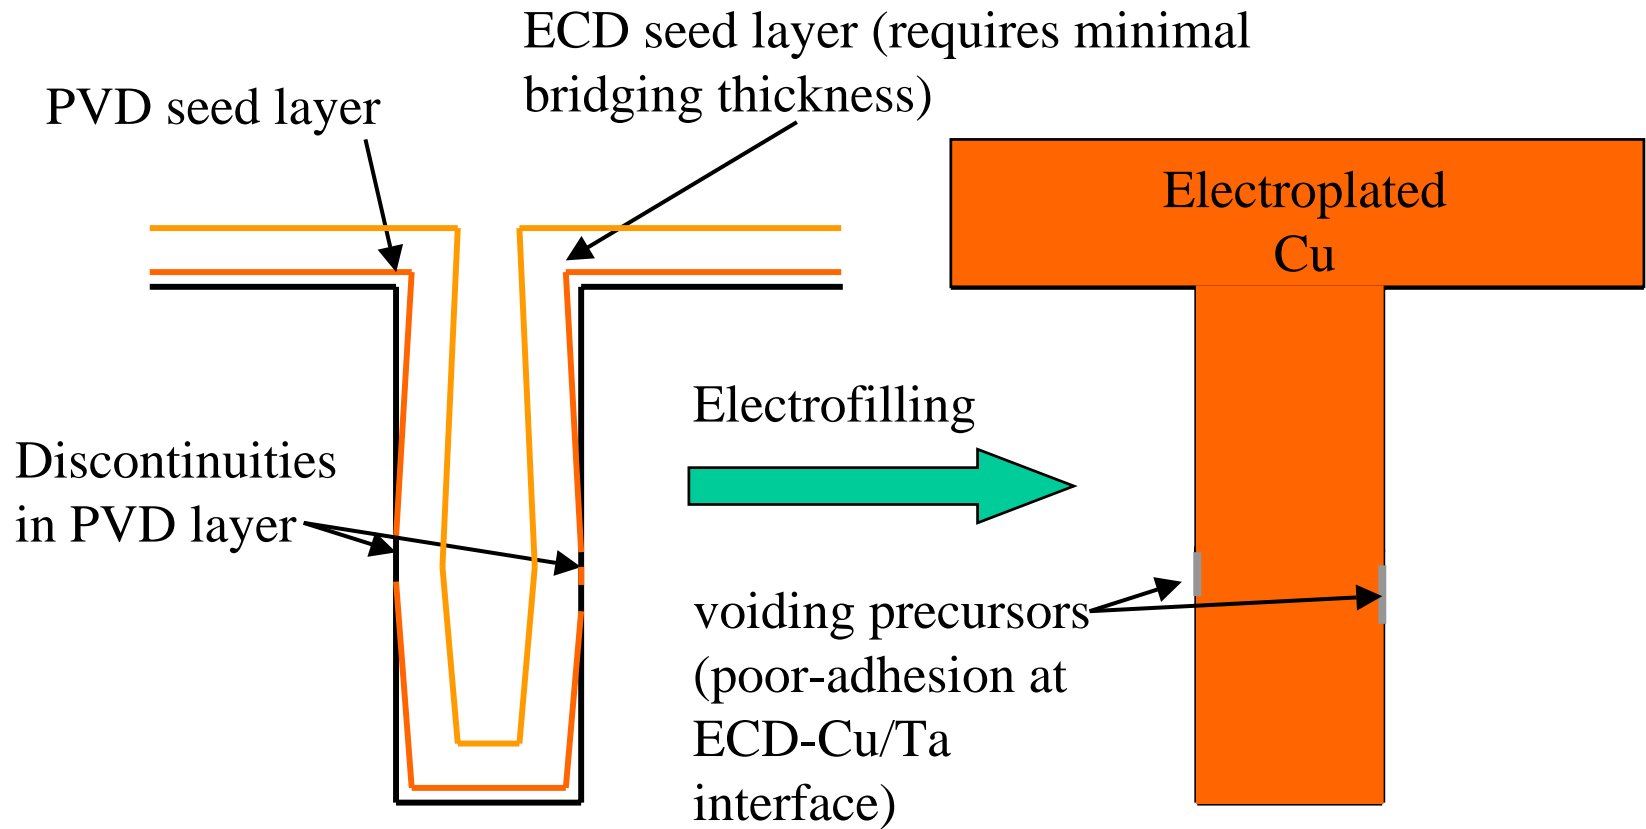 ECD seed layer (requires minimal
bridging thickness)
PVD seed layer
Electroplated
Cu
Electrofilling
Discontinuities
in PVD layer
voiding precursors
(poor-adhesion at
ECD-Cu/Ta
interface)